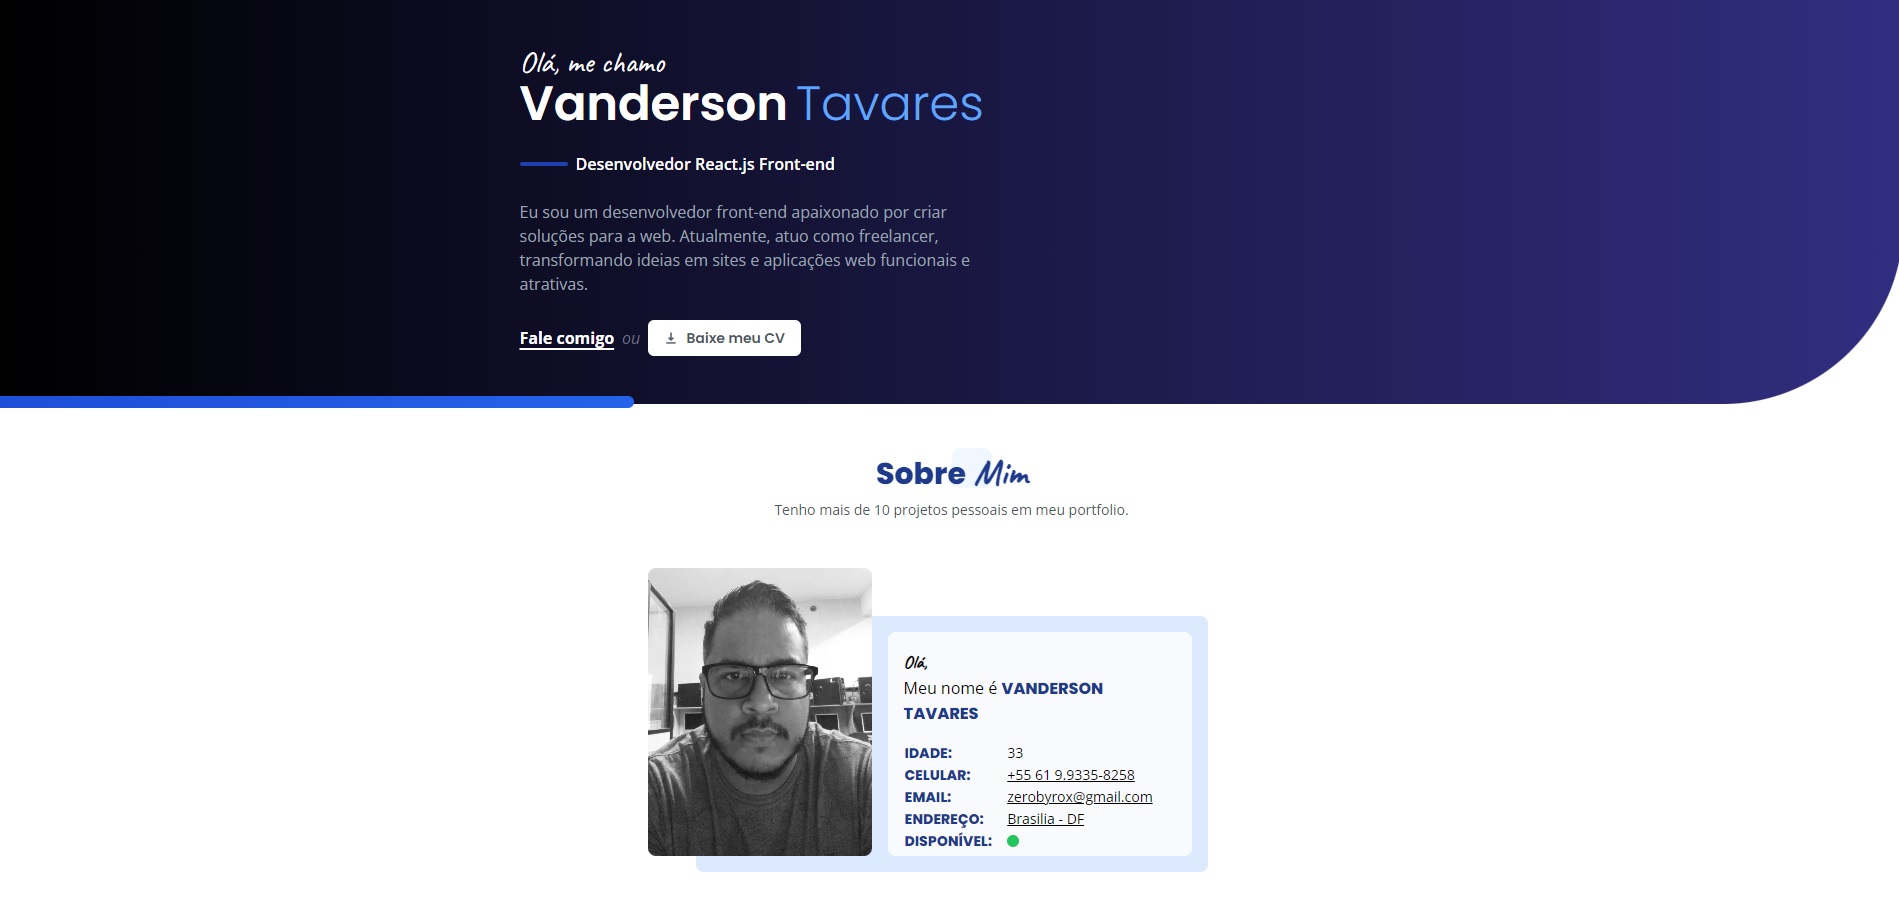 Olá, me chamo
Vanderson Tavares
Desenvolvedor React.js Front-end
Eu sou um desenvolvedor front-end apaixonado por criar
soluções para a web. Atualmente, atuo como freelancer,
transformando ideias em sites e aplicações web funcionais e
atrativas.
Fale comigo ou Baixe meu CV
Sobre Mim
Tenho mais de 10 projetos pessoais em meu portfolio.
Olá,
Meu nome é VANDERSON
TAVARES
IDADE: 33
CELULAR: +55 61 9.9335-8258
EMAIL: zerobyrox@gmail.com
ENDEREÇO: Brasilia - DF
DISPONÍVEL: